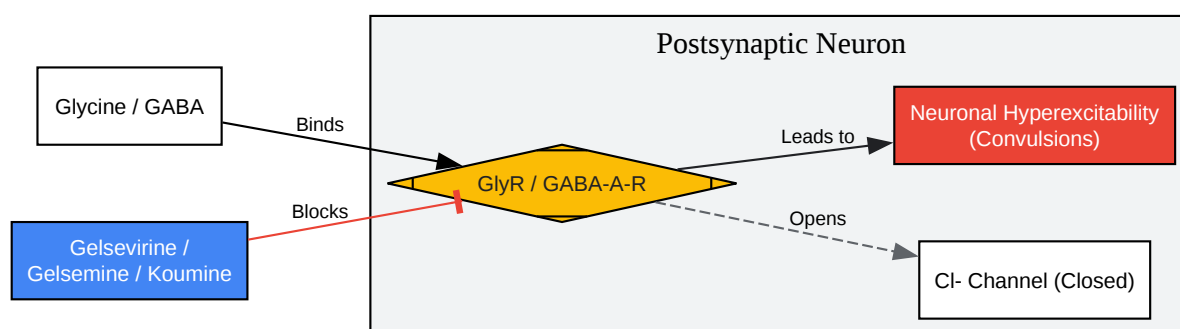 Postsynaptic Neuron
Glycine / GABA
Binds
GlyR / GABA-A-R
Leads to
Neuronal Hyperexcitability
(Convulsions)
Blocks
Gelsevirine /
Gelsemine / Koumine
Opens
Cl- Channel (Closed)